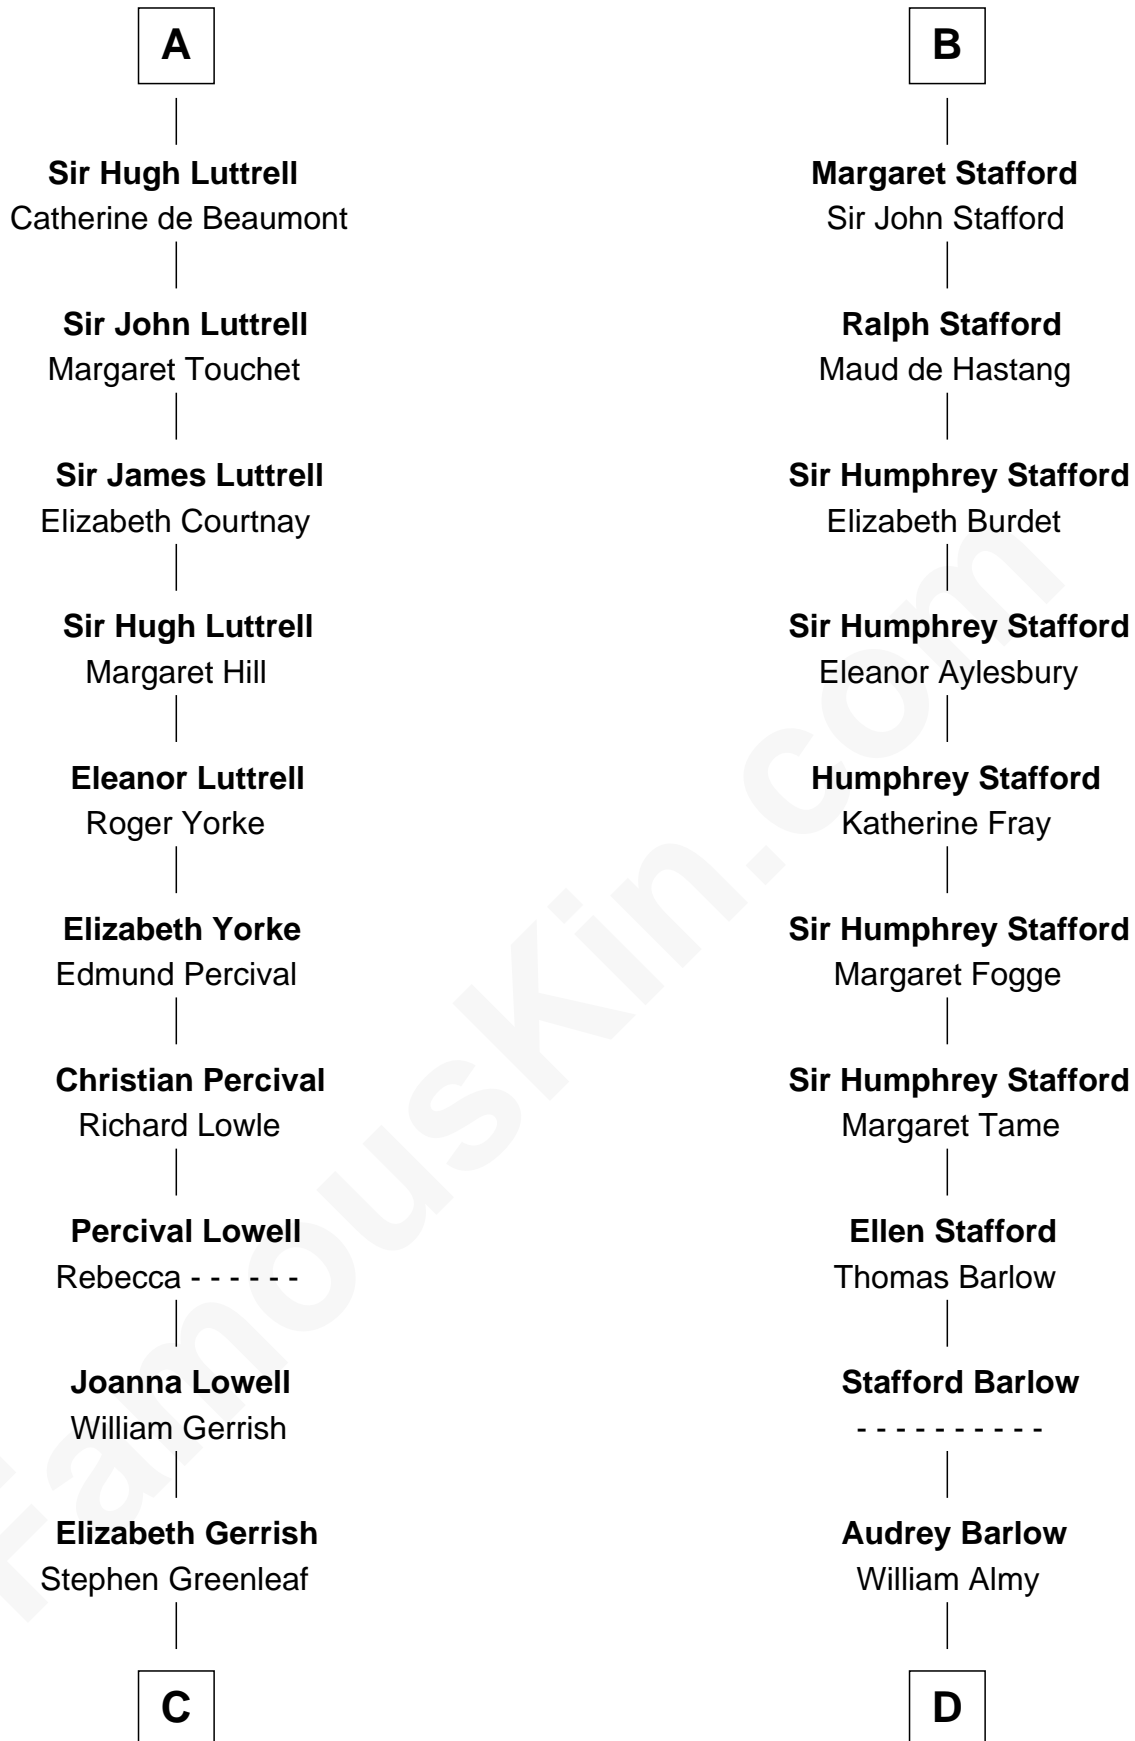 A
Sir Hugh Luttrell
Catherine de Beaumont
Sir John Luttrell
Margaret Touchet
Sir James Luttrell
Elizabeth Courtnay
Sir Hugh Luttrell
Margaret Hill
Eleanor Luttrell
Roger Yorke
Elizabeth Yorke
Edmund Percival
Christian Percival
Richard Lowle
Percival Lowell
Rebecca - - - - - -
Joanna Lowell
William Gerrish
Elizabeth Gerrish
Stephen Greenleaf
C
B
Margaret Stafford
Sir John Stafford
Ralph Stafford
Maud de Hastang
Sir Humphrey Stafford
Elizabeth Burdet
Sir Humphrey Stafford
Eleanor Aylesbury
Humphrey Stafford
Katherine Fray
Sir Humphrey Stafford
Margaret Fogge
Sir Humphrey Stafford
Margaret Tame
Ellen Stafford
Thomas Barlow
Stafford Barlow
- - - - - - - - - -
Audrey Barlow
William Almy
D
FamousKin.com